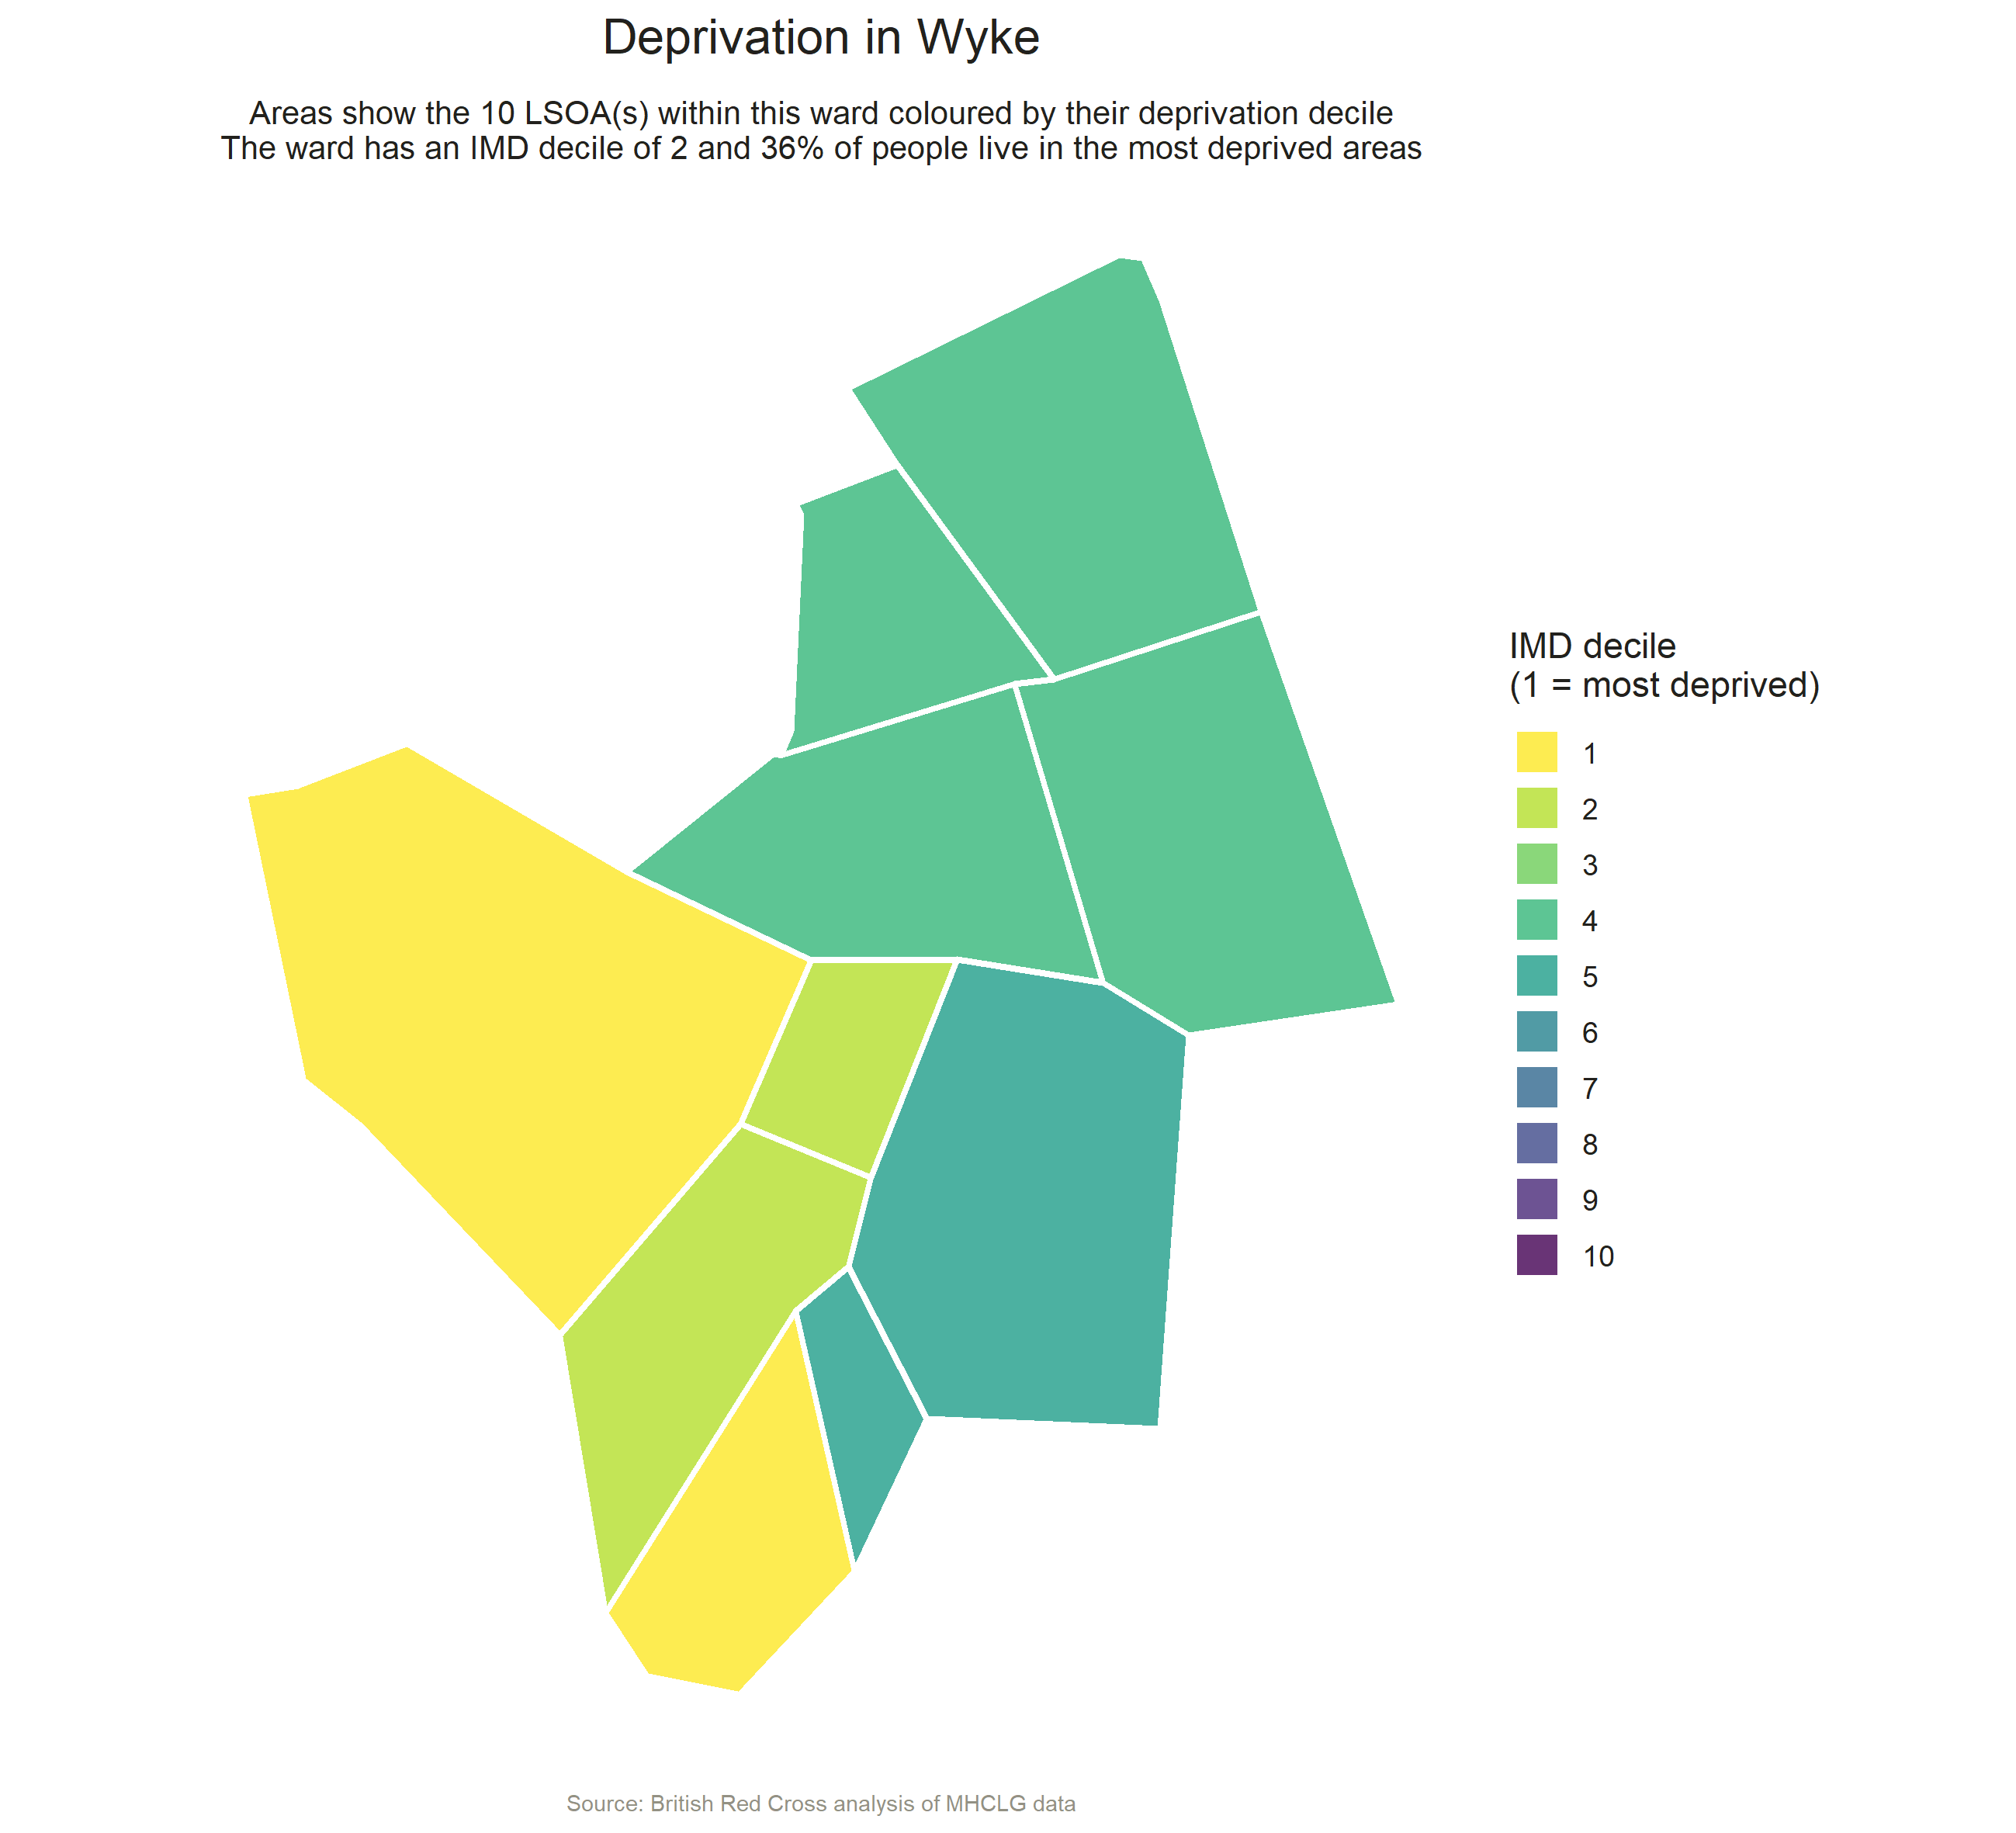 Deprivation in Wyke
Areas show the 10 LSOA(s) within this ward coloured by their deprivation decile
The ward has an IMD decile of 2 and 36% of people live in the most deprived areas
IMD decile
(1 = most deprived)
1
2
3
4
5
6
7
8
9
10
Source: British Red Cross analysis of MHCLG data